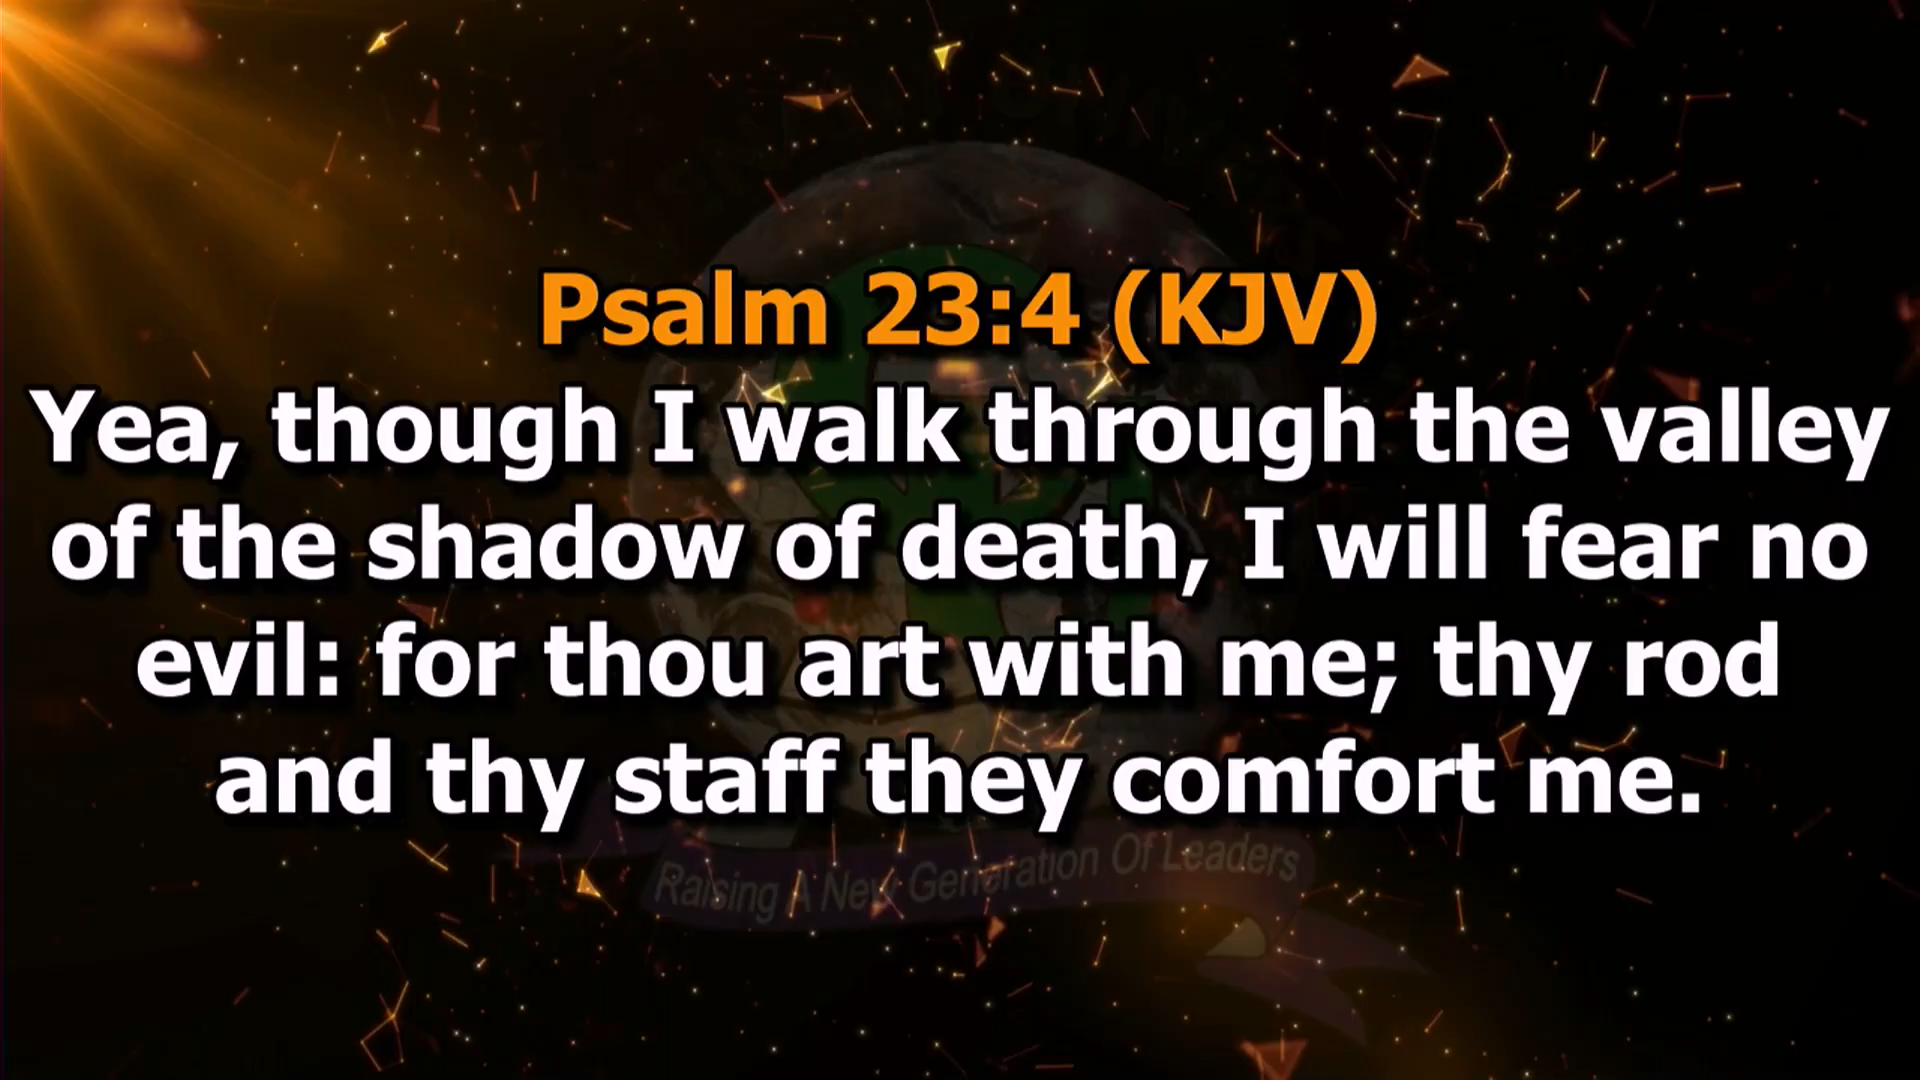 Psalm 23:4 (KJV)
Yea, though I walk through the valley
of the shadow of death, I will fear no
evil: for thou art with me; thy rod
and thy staff they comfort me.
Raising A New Generation Of Leaders